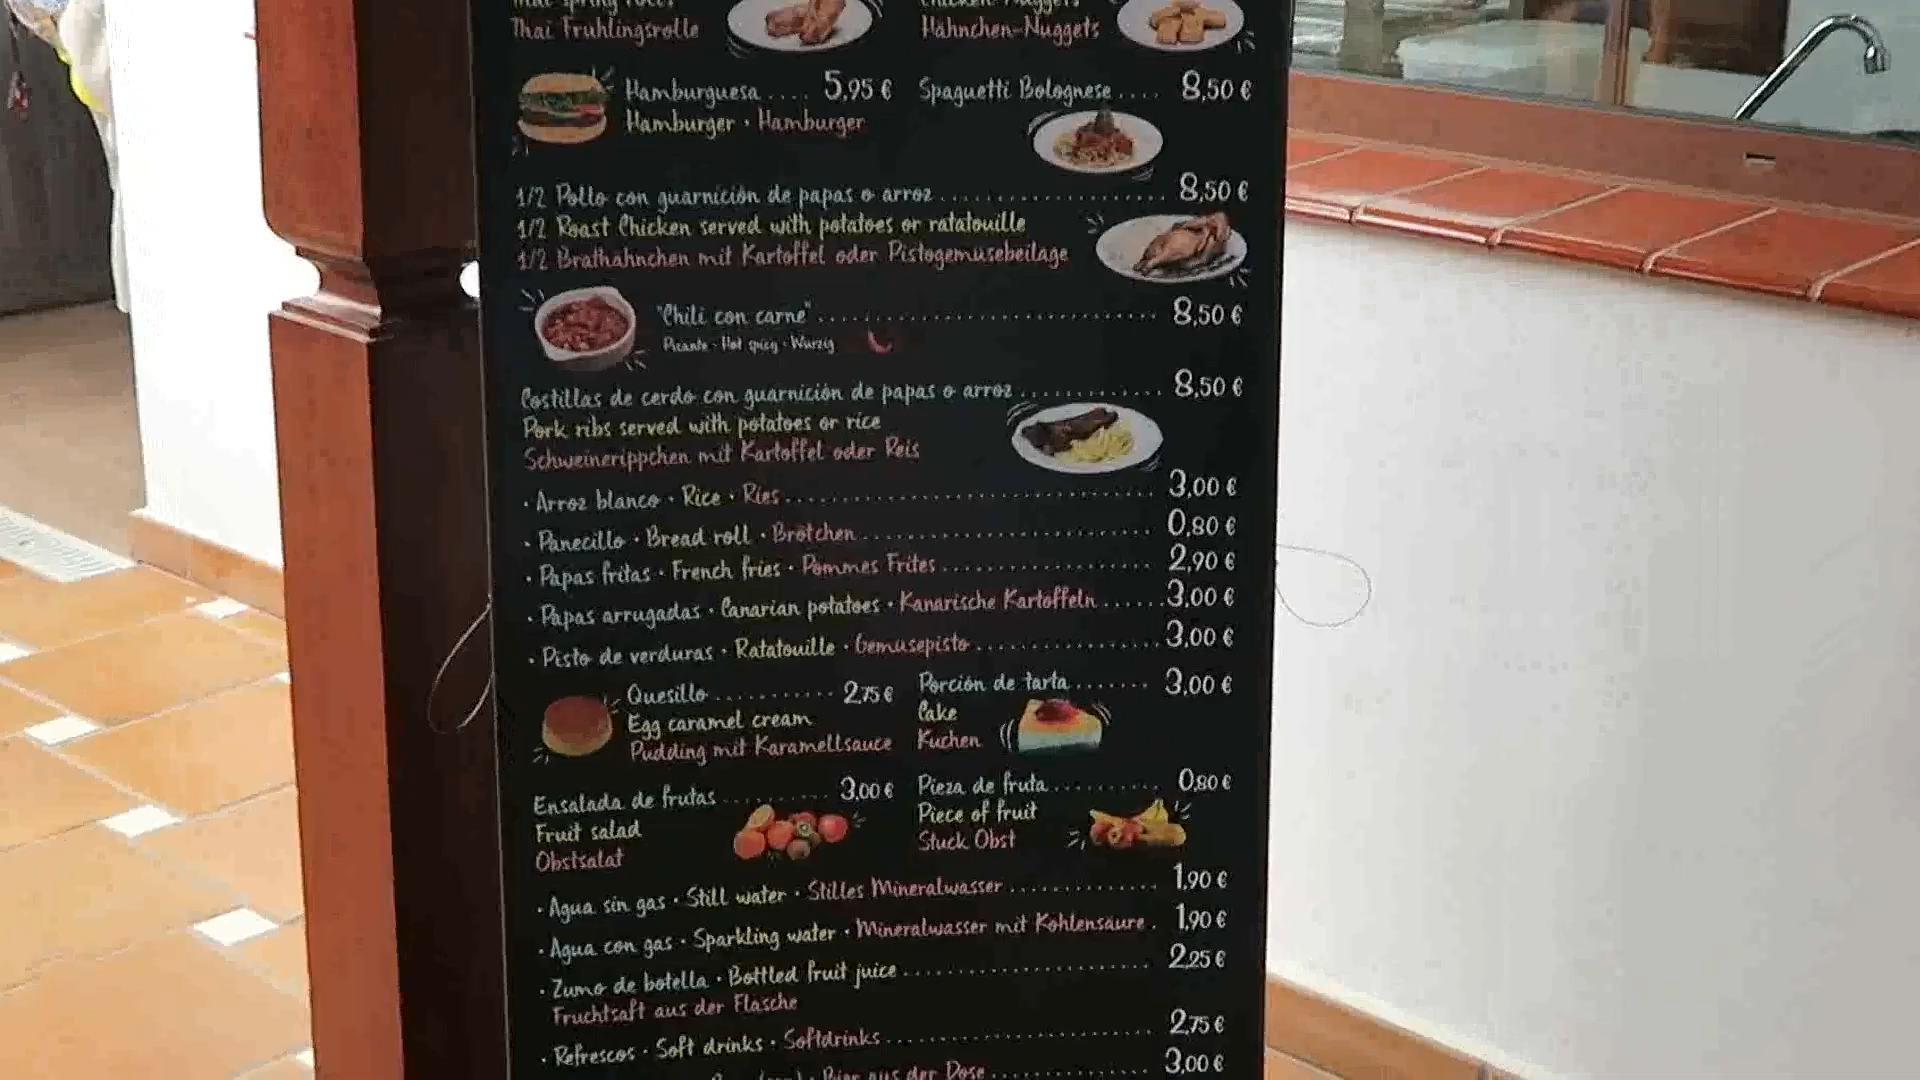 Thai Fruhlingsrolle
Hähnchen-Nuggets
Hamburguesa .... 5,95 €
Hamburger · Hamburger
Spaguetti Bolognese .... 8,50 €
1/2 Pollo con guarnición de papas o arroz ........................ 8,50 €
1/2 Roast Chicken served with potatoes or ratatouille
1/2 Brathahnchen mit Kartoffel oder Pistogemusebeilage
"Chili con carne" ................................... 8,50 €
Picante · Hot spicy · Wurzig
Costillas de cerdo con guarnición de papas o arroz ............... 8,50 €
Pork ribs served with potatoes or rice
Schweinerippchen mit Kartoffel oder Reis
· Arroz blanco · Rice · Ries ..................................... 3,00 €
· Panecillo · Bread roll · Brötchen ............................. 0,80 €
· Papas fritas · French fries · Pommes Frites ..................... 2,90 €
· Papas arrugadas · Canarian potatoes · Kanarische Kartoffeln ...... 3,00 €
· Pisto de verduras · Ratatouille · Gemusepisto ................... 3,00 €
Quesillo ............ 2,75 €
Egg caramel cream
Pudding mit Karamellsauce
Porción de tarta ....... 3,00 €
Cake
Kuchen
Ensalada de frutas .......... 3,00 €
Fruit salad
Obstsalat
Pieza de fruta .......... 0,80 €
Piece of fruit
Stuck Obst
· Agua sin gas · Still water · Stilles Mineralwasser .............. 1,90 €
· Agua con gas · Sparkling water · Mineralwasser mit Kohlensäure . 1,90 €
· Zumo de botella · Bottled fruit juice ........................ 2,25 €
Fruchtsaft aus der Flasche
· Refrescos · Soft drinks · Softdrinks .......................... 2,75 €
Bier aus der Dose ................ 3,00 €